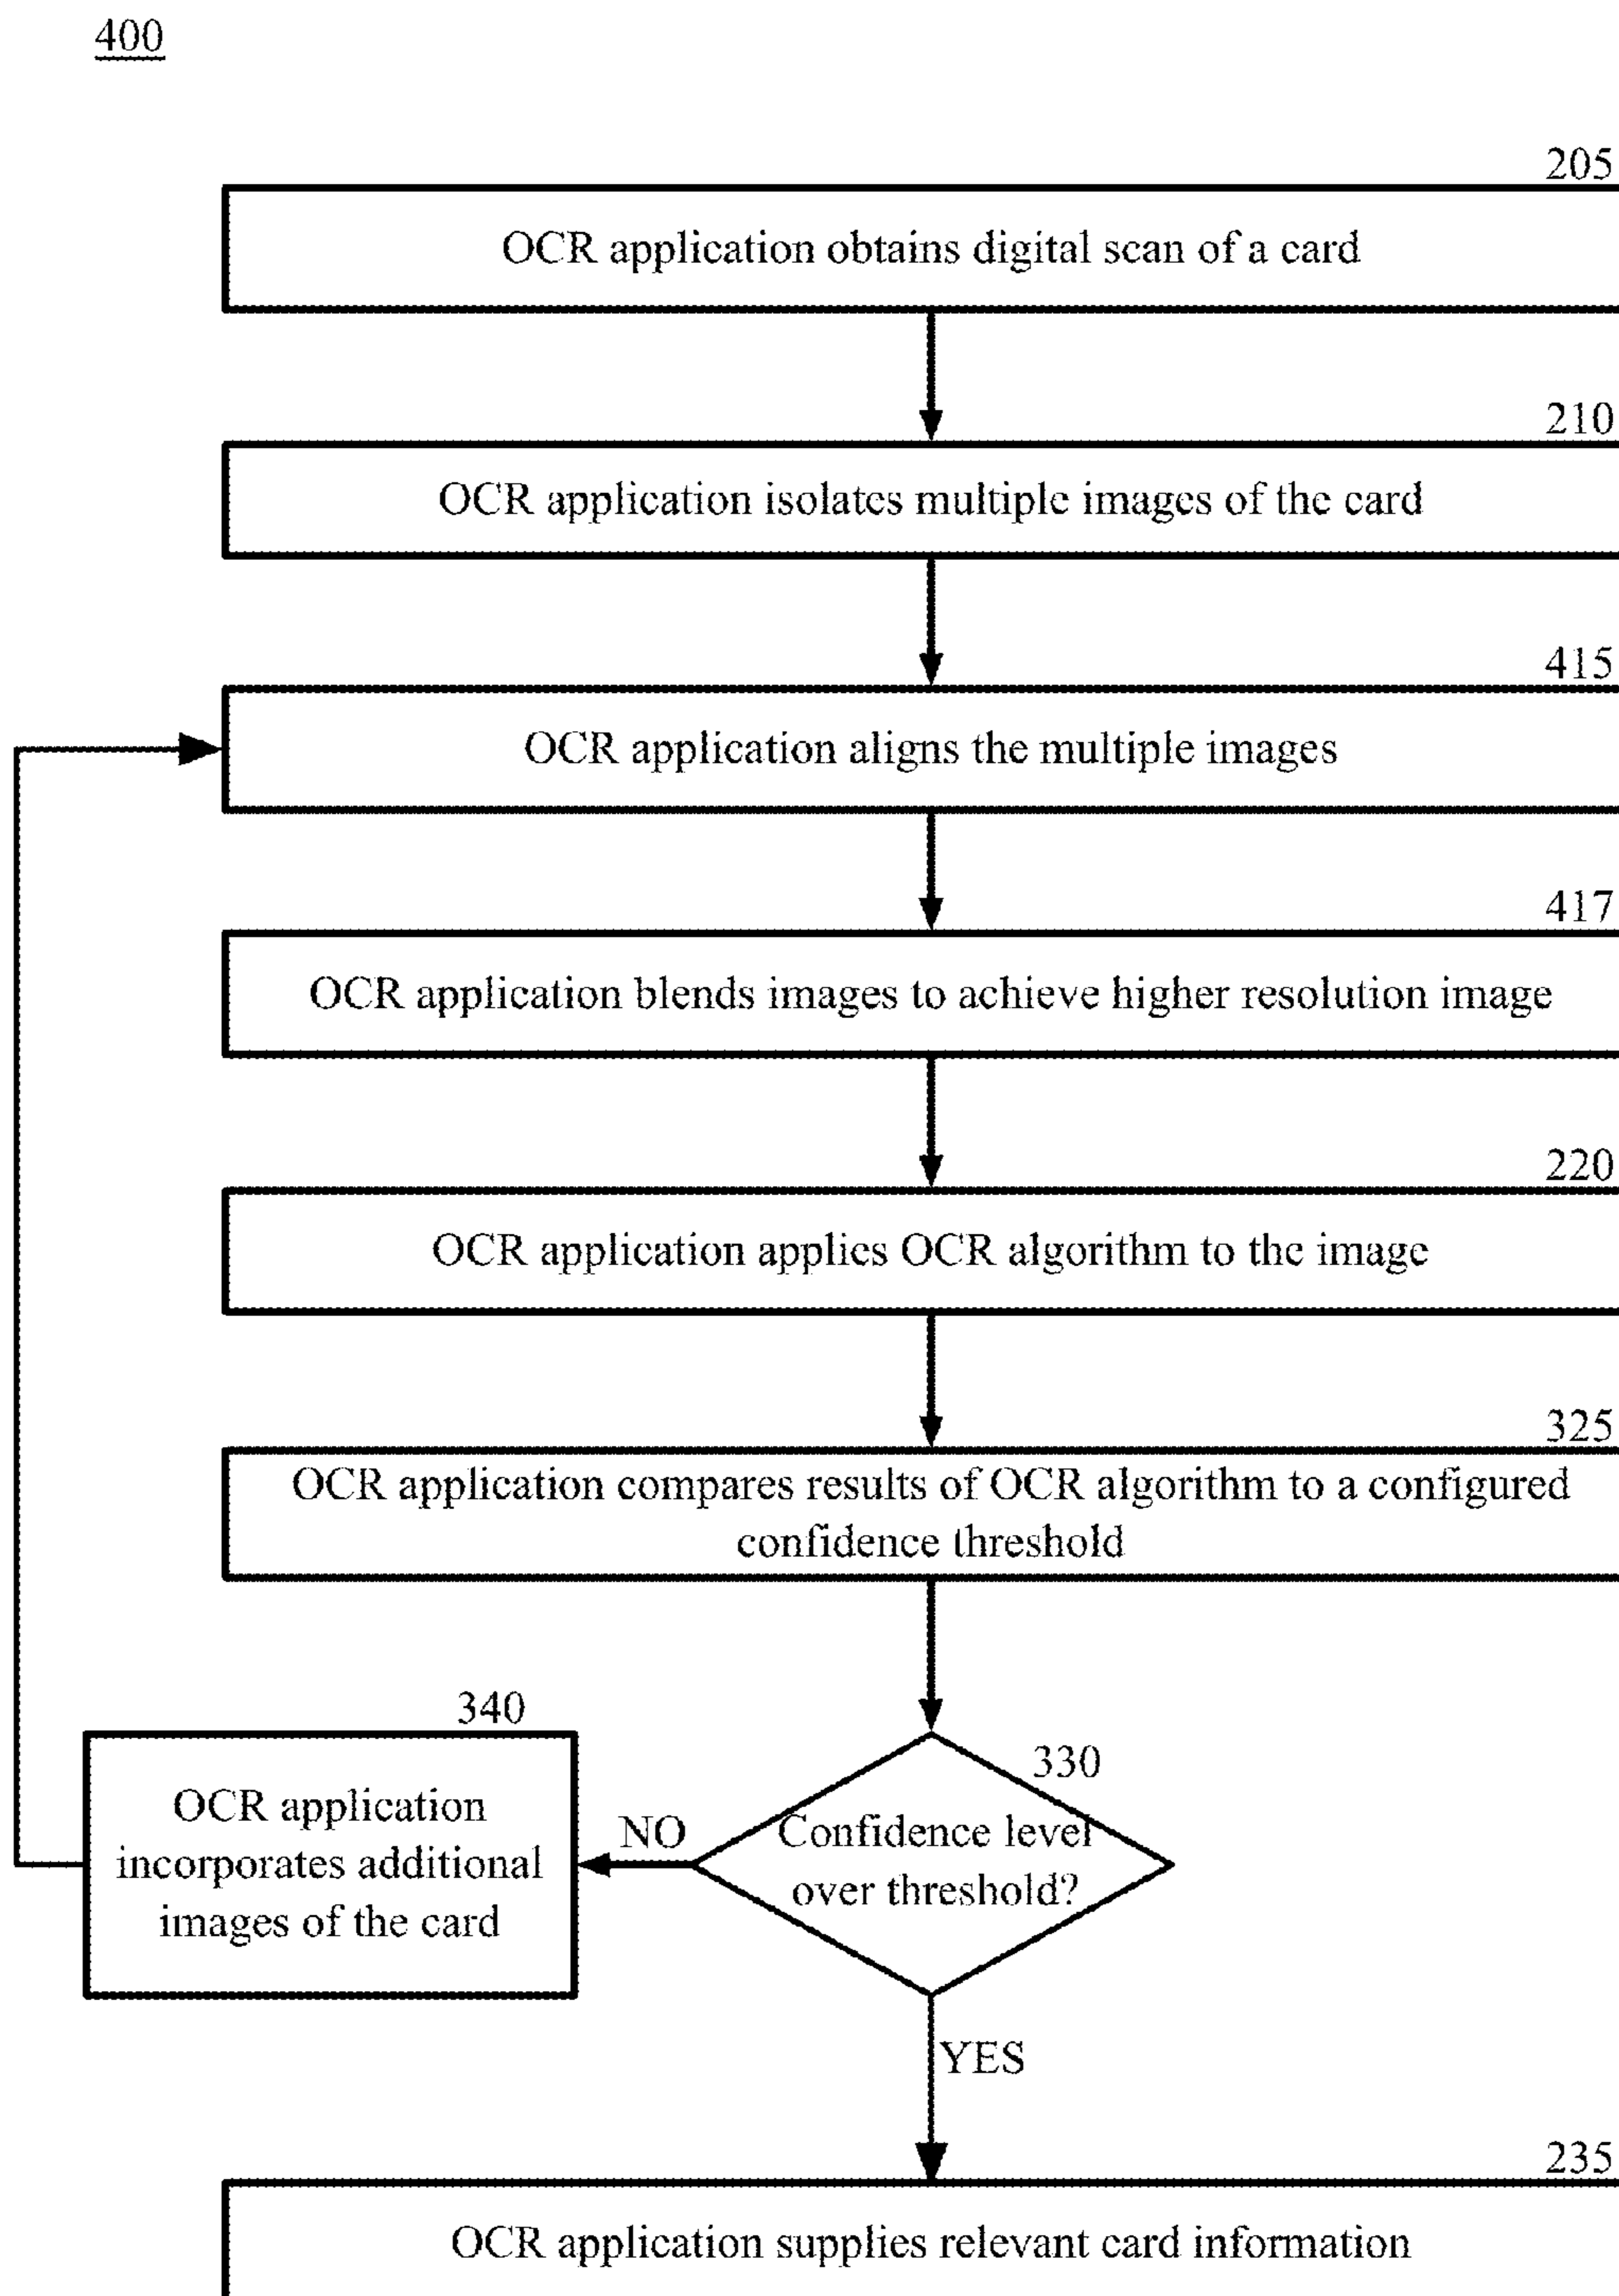 400
205
OCR application obtains digital scan of a card
210
OCR application isolates multiple images of the card
415
OCR application aligns the multiple images
417
OCR application blends images to achieve higher resolution image
220
OCR application applies OCR algorithm to the image
325
OCR application compares results of OCR algorithm to a configured
confidence threshold
340
OCR application
incorporates additional
images of the card
NO
330
Confidence level
over threshold?
YES
235
OCR application supplies relevant card information